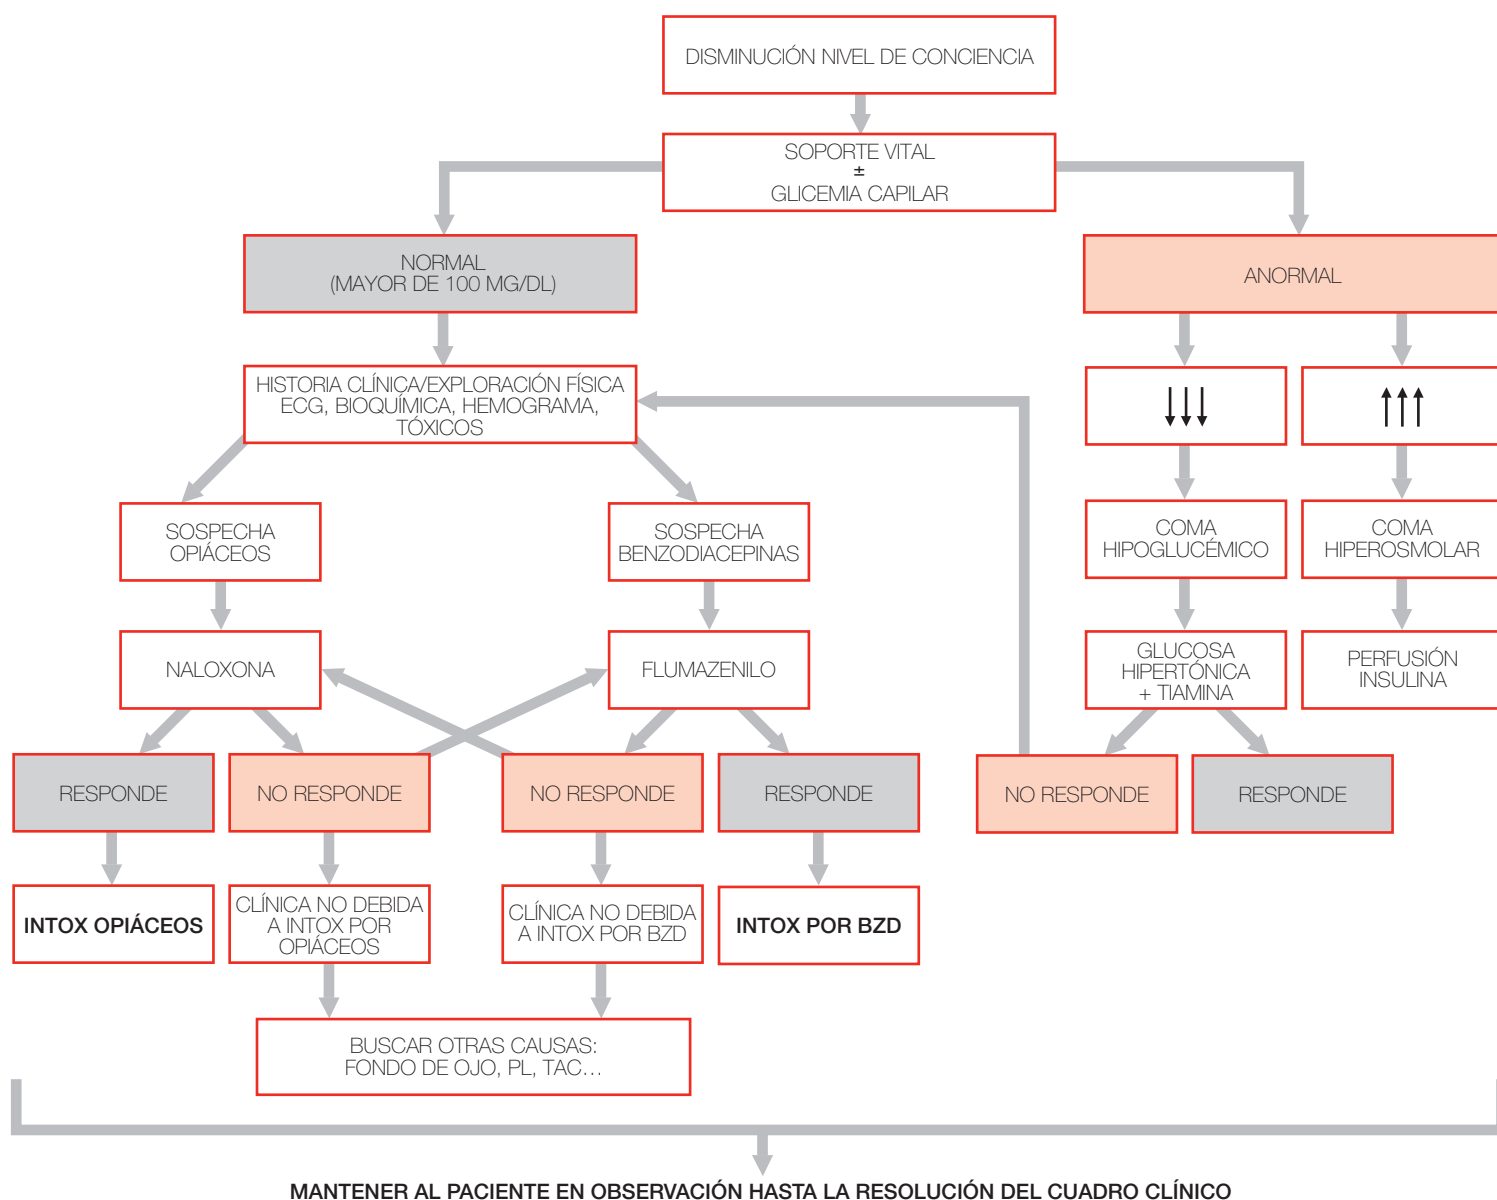 DISMINUCIÓN NIVEL DE CONCIENCIA
SOPORTE VITAL
±
GLICEMIA CAPILAR
NORMAL
(MAYOR DE 100 MG/DL)
ANORMAL
HISTORIA CLÍNICA/EXPLORACIÓN FÍSICA
ECG, BIOQUÍMICA, HEMOGRAMA,
TÓXICOS
↓↓↓
↑↑↑
SOSPECHA
OPIÁCEOS
SOSPECHA
BENZODIACEPINAS
COMA
HIPOGLUCÉMICO
COMA
HIPEROSMOLAR
NALOXONA
FLUMAZENILO
GLUCOSA
HIPERTÓNICA
+ TIAMINA
PERFUSIÓN
INSULINA
RESPONDE
NO RESPONDE
NO RESPONDE
RESPONDE
NO RESPONDE
RESPONDE
INTOX OPIÁCEOS
CLÍNICA NO DEBIDA
A INTOX POR
OPIÁCEOS
CLÍNICA NO DEBIDA
A INTOX POR BZD
INTOX POR BZD
BUSCAR OTRAS CAUSAS:
FONDO DE OJO, PL, TAC…
MANTENER AL PACIENTE EN OBSERVACIÓN HASTA LA RESOLUCIÓN DEL CUADRO CLÍNICO